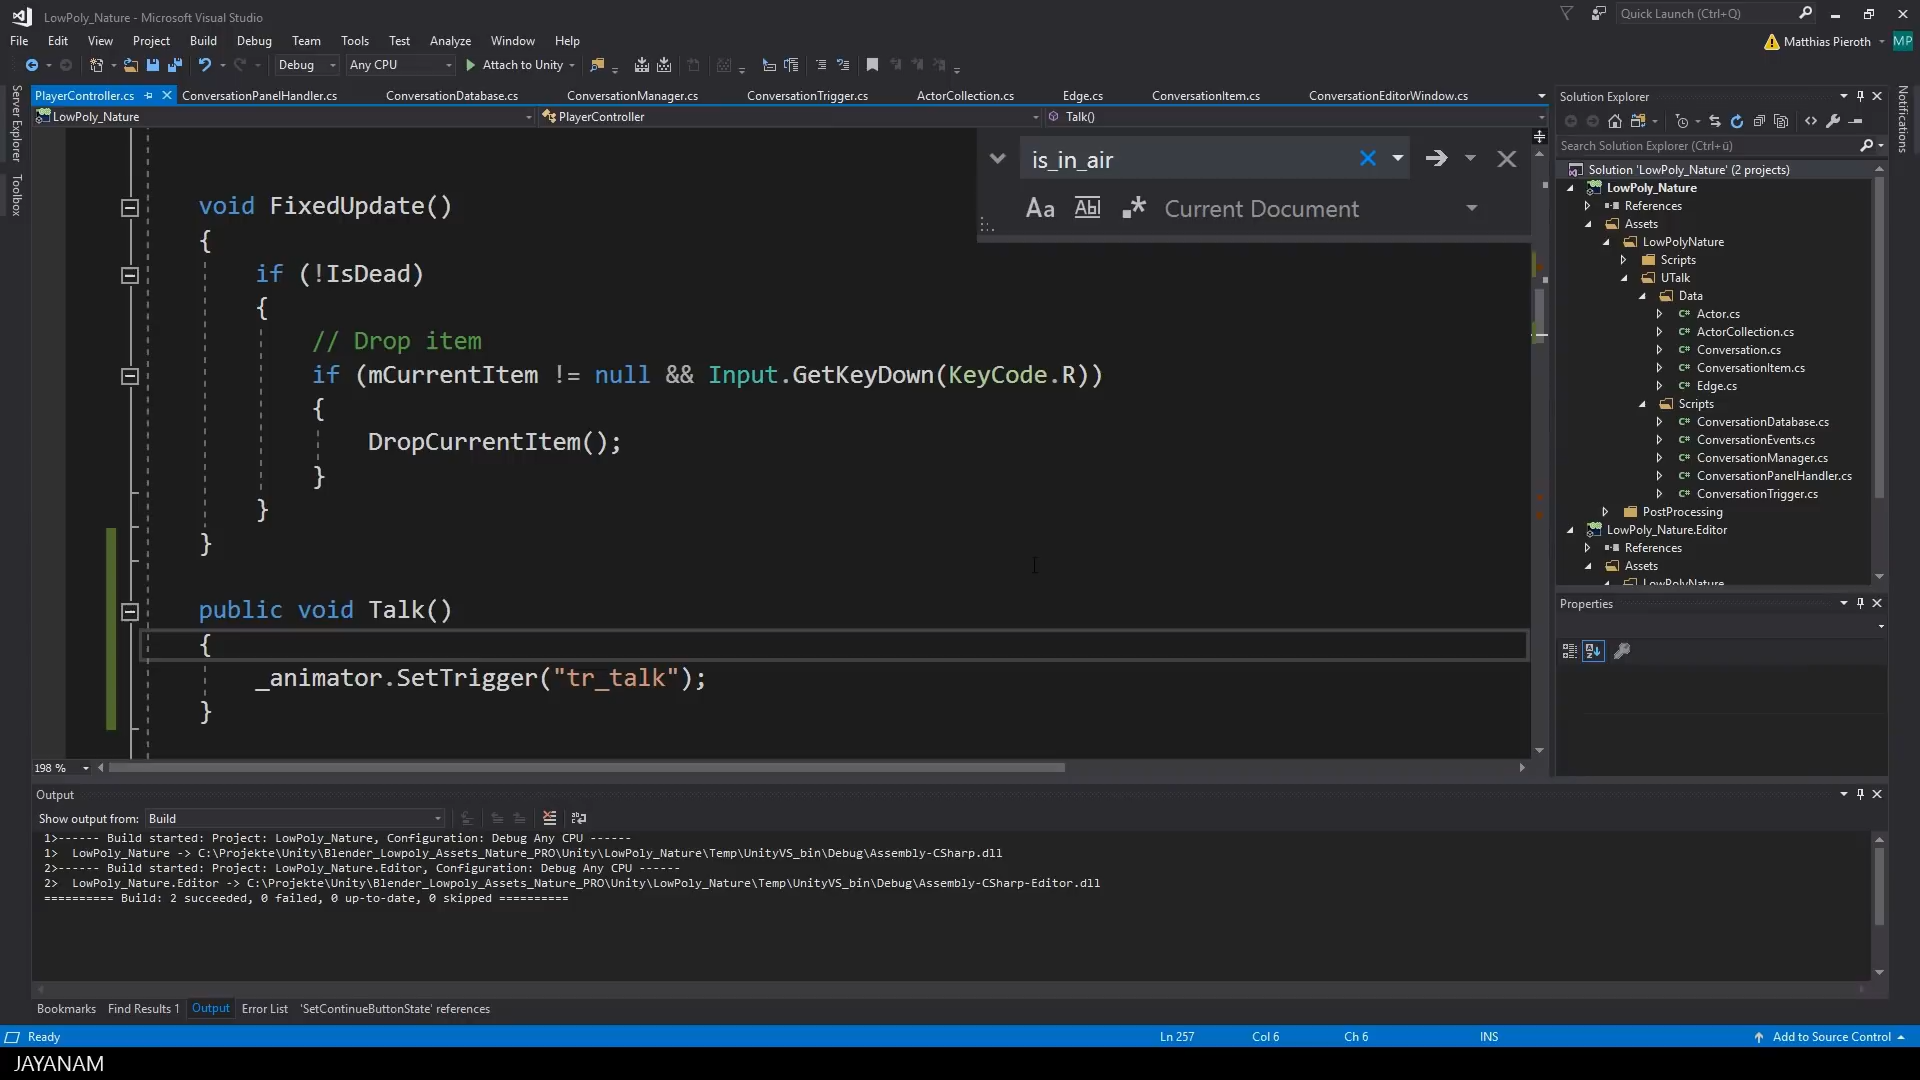 LowPoly_Nature - Microsoft Visual Studio
Quick Launch (Ctrl+Q)
File Edit View Project Build Debug Team Tools Test Analyze Window Help
Matthias Pieroth MP
Debug Any CPU Attach to Unity
Server Explorer
Toolbox
Notifications
PlayerController.cs ConversationPanelHandler.cs ConversationDatabase.cs ConversationManager.cs ConversationTrigger.cs ActorCollection.cs Edge.cs ConversationItem.cs ConversationEditorWindow.cs
LowPoly_Nature PlayerController Talk()
is_in_air
Aa Abl .* Current Document
void FixedUpdate()
{
if (!IsDead)
{
// Drop item
if (mCurrentItem != null && Input.GetKeyDown(KeyCode.R))
{
DropCurrentItem();
}
}
}
public void Talk()
{
_animator.SetTrigger("tr_talk");
}
198 %
Solution Explorer
Search Solution Explorer (Ctrl+ü)
Solution 'LowPoly_Nature' (2 projects)
LowPoly_Nature
References
Assets
LowPolyNature
Scripts
UTalk
Data
C# Actor.cs
C# ActorCollection.cs
C# Conversation.cs
C# ConversationItem.cs
C# Edge.cs
Scripts
C# ConversationDatabase.cs
C# ConversationEvents.cs
C# ConversationManager.cs
C# ConversationPanelHandler.cs
C# ConversationTrigger.cs
PostProcessing
LowPoly_Nature.Editor
References
Assets
LowPolyNature
Properties
Output
Show output from: Build
1>------ Build started: Project: LowPoly_Nature, Configuration: Debug Any CPU ------
1>  LowPoly_Nature -> C:\Projekte\Unity\Blender_Lowpoly_Assets_Nature_PRO\Unity\LowPoly_Nature\Temp\UnityVS_bin\Debug\Assembly-CSharp.dll
2>------ Build started: Project: LowPoly_Nature.Editor, Configuration: Debug Any CPU ------
2>  LowPoly_Nature.Editor -> C:\Projekte\Unity\Blender_Lowpoly_Assets_Nature_PRO\Unity\LowPoly_Nature\Temp\UnityVS_bin\Debug\Assembly-CSharp-Editor.dll
========== Build: 2 succeeded, 0 failed, 0 up-to-date, 0 skipped ==========
Bookmarks Find Results 1 Output Error List 'SetContinueButtonState' references
Ready Ln 257 Col 6 Ch 6 INS Add to Source Control
JAYANAM